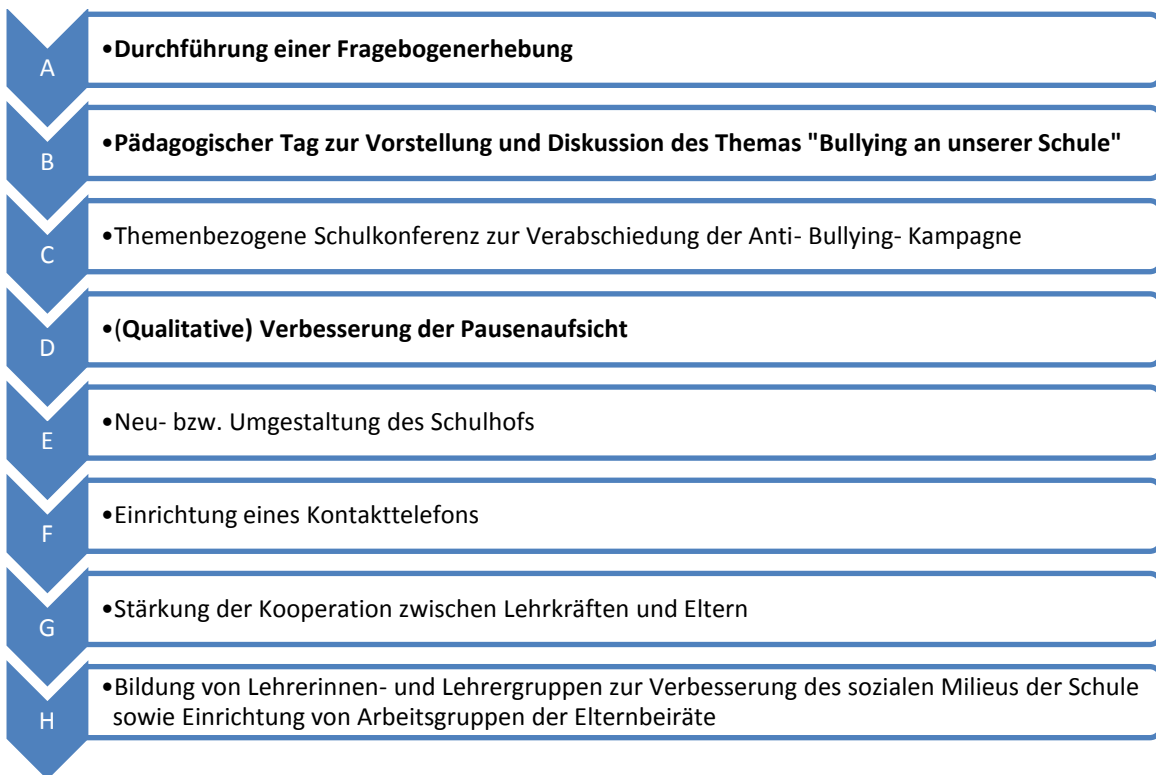 A
•Durchführung einer Fragebogenerhebung
B
•Pädagogischer Tag zur Vorstellung und Diskussion des Themas "Bullying an unserer Schule"
C
•Themenbezogene Schulkonferenz zur Verabschiedung der Anti- Bullying- Kampagne
D
•(Qualitative) Verbesserung der Pausenaufsicht
E
•Neu- bzw. Umgestaltung des Schulhofs
F
•Einrichtung eines Kontakttelefons
G
•Stärkung der Kooperation zwischen Lehrkräften und Eltern
H
•Bildung von Lehrerinnen- und Lehrergruppen zur Verbesserung des sozialen Milieus der Schule
sowie Einrichtung von Arbeitsgruppen der Elternbeiräte